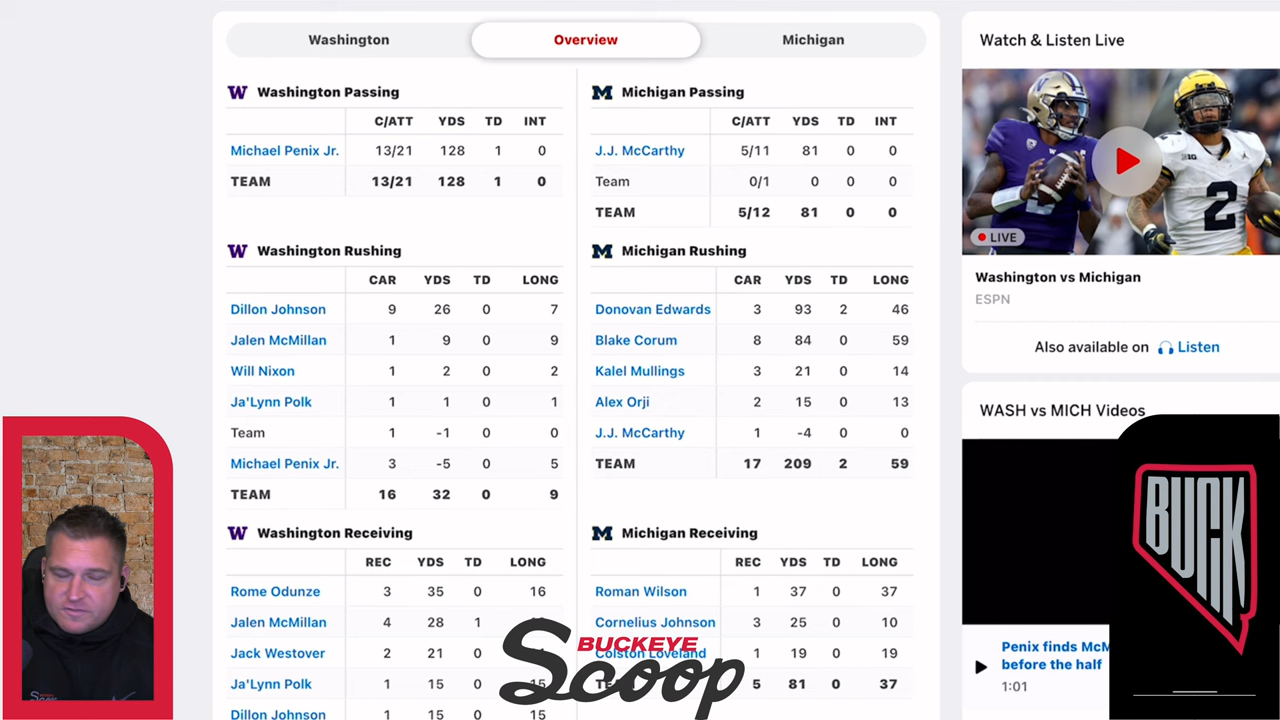 Washington Overview Michigan
Washington Passing
C/ATT YDS TD INT
Michael Penix Jr. 13/21 128 1 0
TEAM 13/21 128 1 0
Washington Rushing
CAR YDS TD LONG
Dillon Johnson 9 26 0 7
Jalen McMillan 1 9 0 9
Will Nixon 1 2 0 2
Ja'Lynn Polk 1 1 0 1
Team 1 -1 0 0
Michael Penix Jr. 3 -5 0 5
TEAM 16 32 0 9
Washington Receiving
REC YDS TD LONG
Rome Odunze 3 35 0 16
Jalen McMillan 4 28 1
Jack Westover 2 21 0
Ja'Lynn Polk 1 15 0 15
Dillon Johnson 1 15 0 15
Michigan Passing
C/ATT YDS TD INT
J.J. McCarthy 5/11 81 0 0
Team 0/1 0 0 0
TEAM 5/12 81 0 0
Michigan Rushing
CAR YDS TD LONG
Donovan Edwards 3 93 2 46
Blake Corum 8 84 0 59
Kalel Mullings 3 21 0 14
Alex Orji 2 15 0 13
J.J. McCarthy 1 -4 0 0
TEAM 17 209 2 59
Michigan Receiving
REC YDS TD LONG
Roman Wilson 1 37 0 37
Cornelius Johnson 3 25 0 10
Colston Loveland 1 19 0 19
5 81 0 37
Watch & Listen Live
2
LIVE
Washington vs Michigan
ESPN
Also available on Listen
WASH vs MICH Videos
Penix finds McM
before the half
1:01
BUCKEYE
Scoop
BUCK